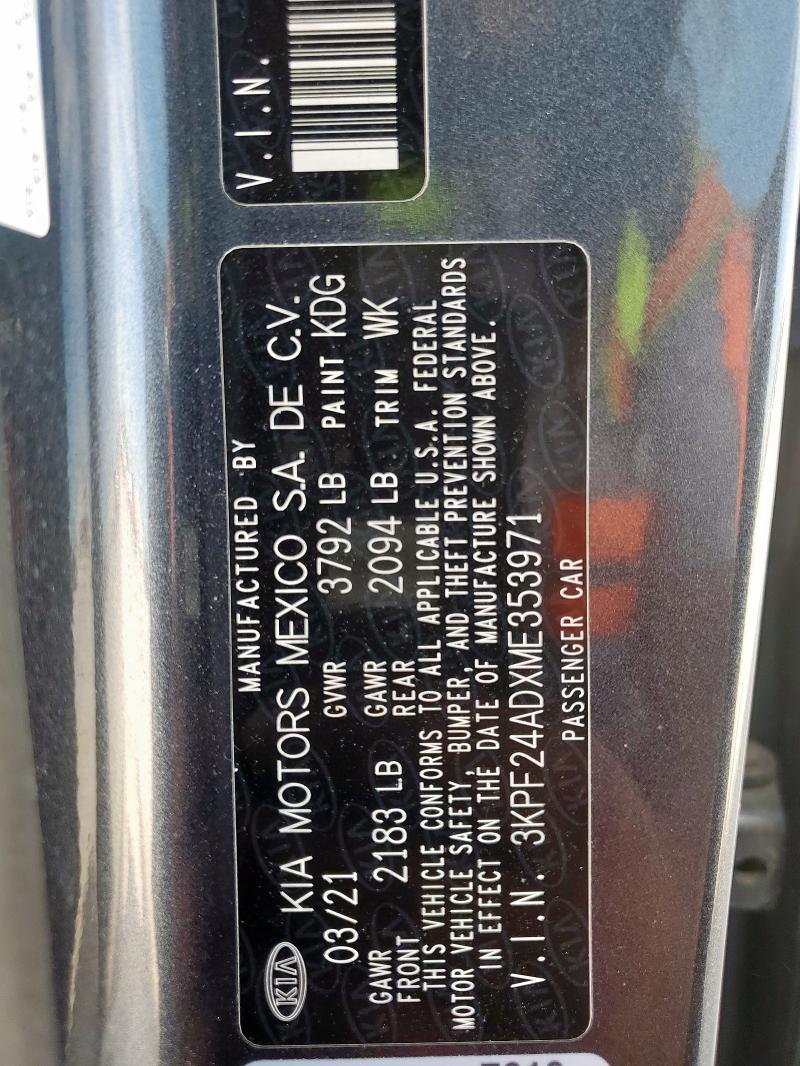 MANUFACTURED BY
KIA KIA MOTORS MEXICO S.A. DE C.V.
03/21 GVWR 3792 LB PAINT KDG
GAWR FRONT 2183 LB GAWR REAR 2094 LB TRIM WK
THIS VEHICLE CONFORMS TO ALL APPLICABLE U.S.A. FEDERAL
MOTOR VEHICLE SAFETY, BUMPER, AND THEFT PREVENTION STANDARDS
IN EFFECT ON THE DATE OF MANUFACTURE SHOWN ABOVE.
V.I.N. 3KPF24ADXME353971
PASSENGER CAR
V.I.N.